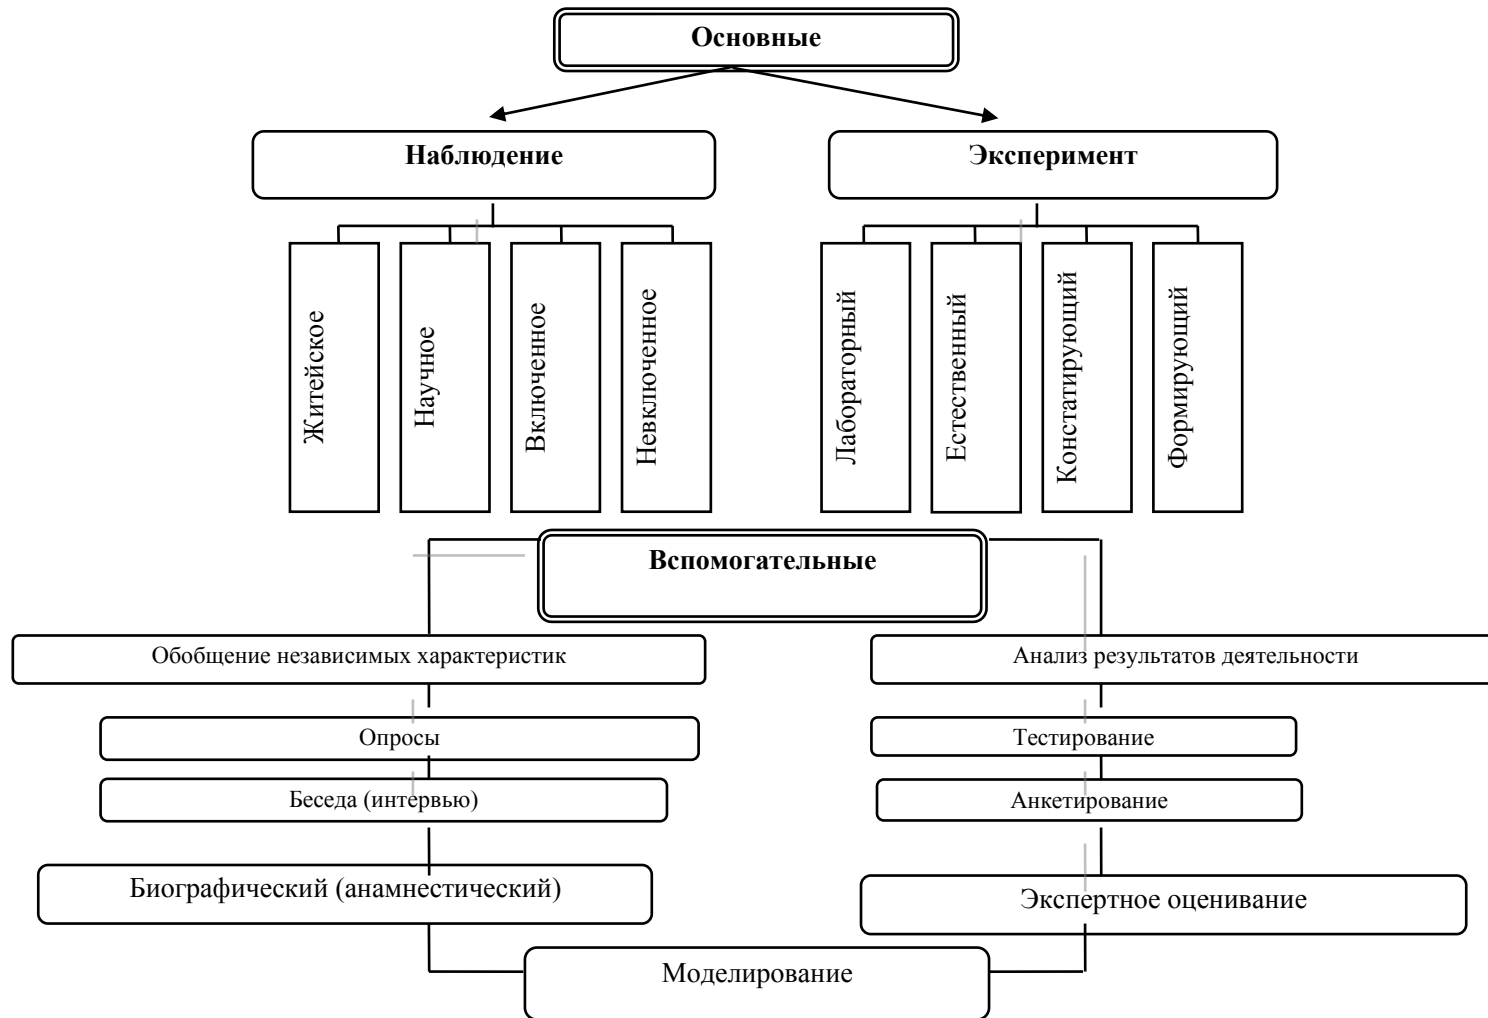 Основные
Наблюдение
Эксперимент
Житейское
Научное
Включенное
Невключенное
Лабораторный
Естественный
Констатирующий
Формирующий
Вспомогательные
Обобщение независимых характеристик
Анализ результатов деятельности
Опросы
Тестирование
Беседа (интервью)
Анкетирование
Биографический (анамнестический)
Экспертное оценивание
Моделирование